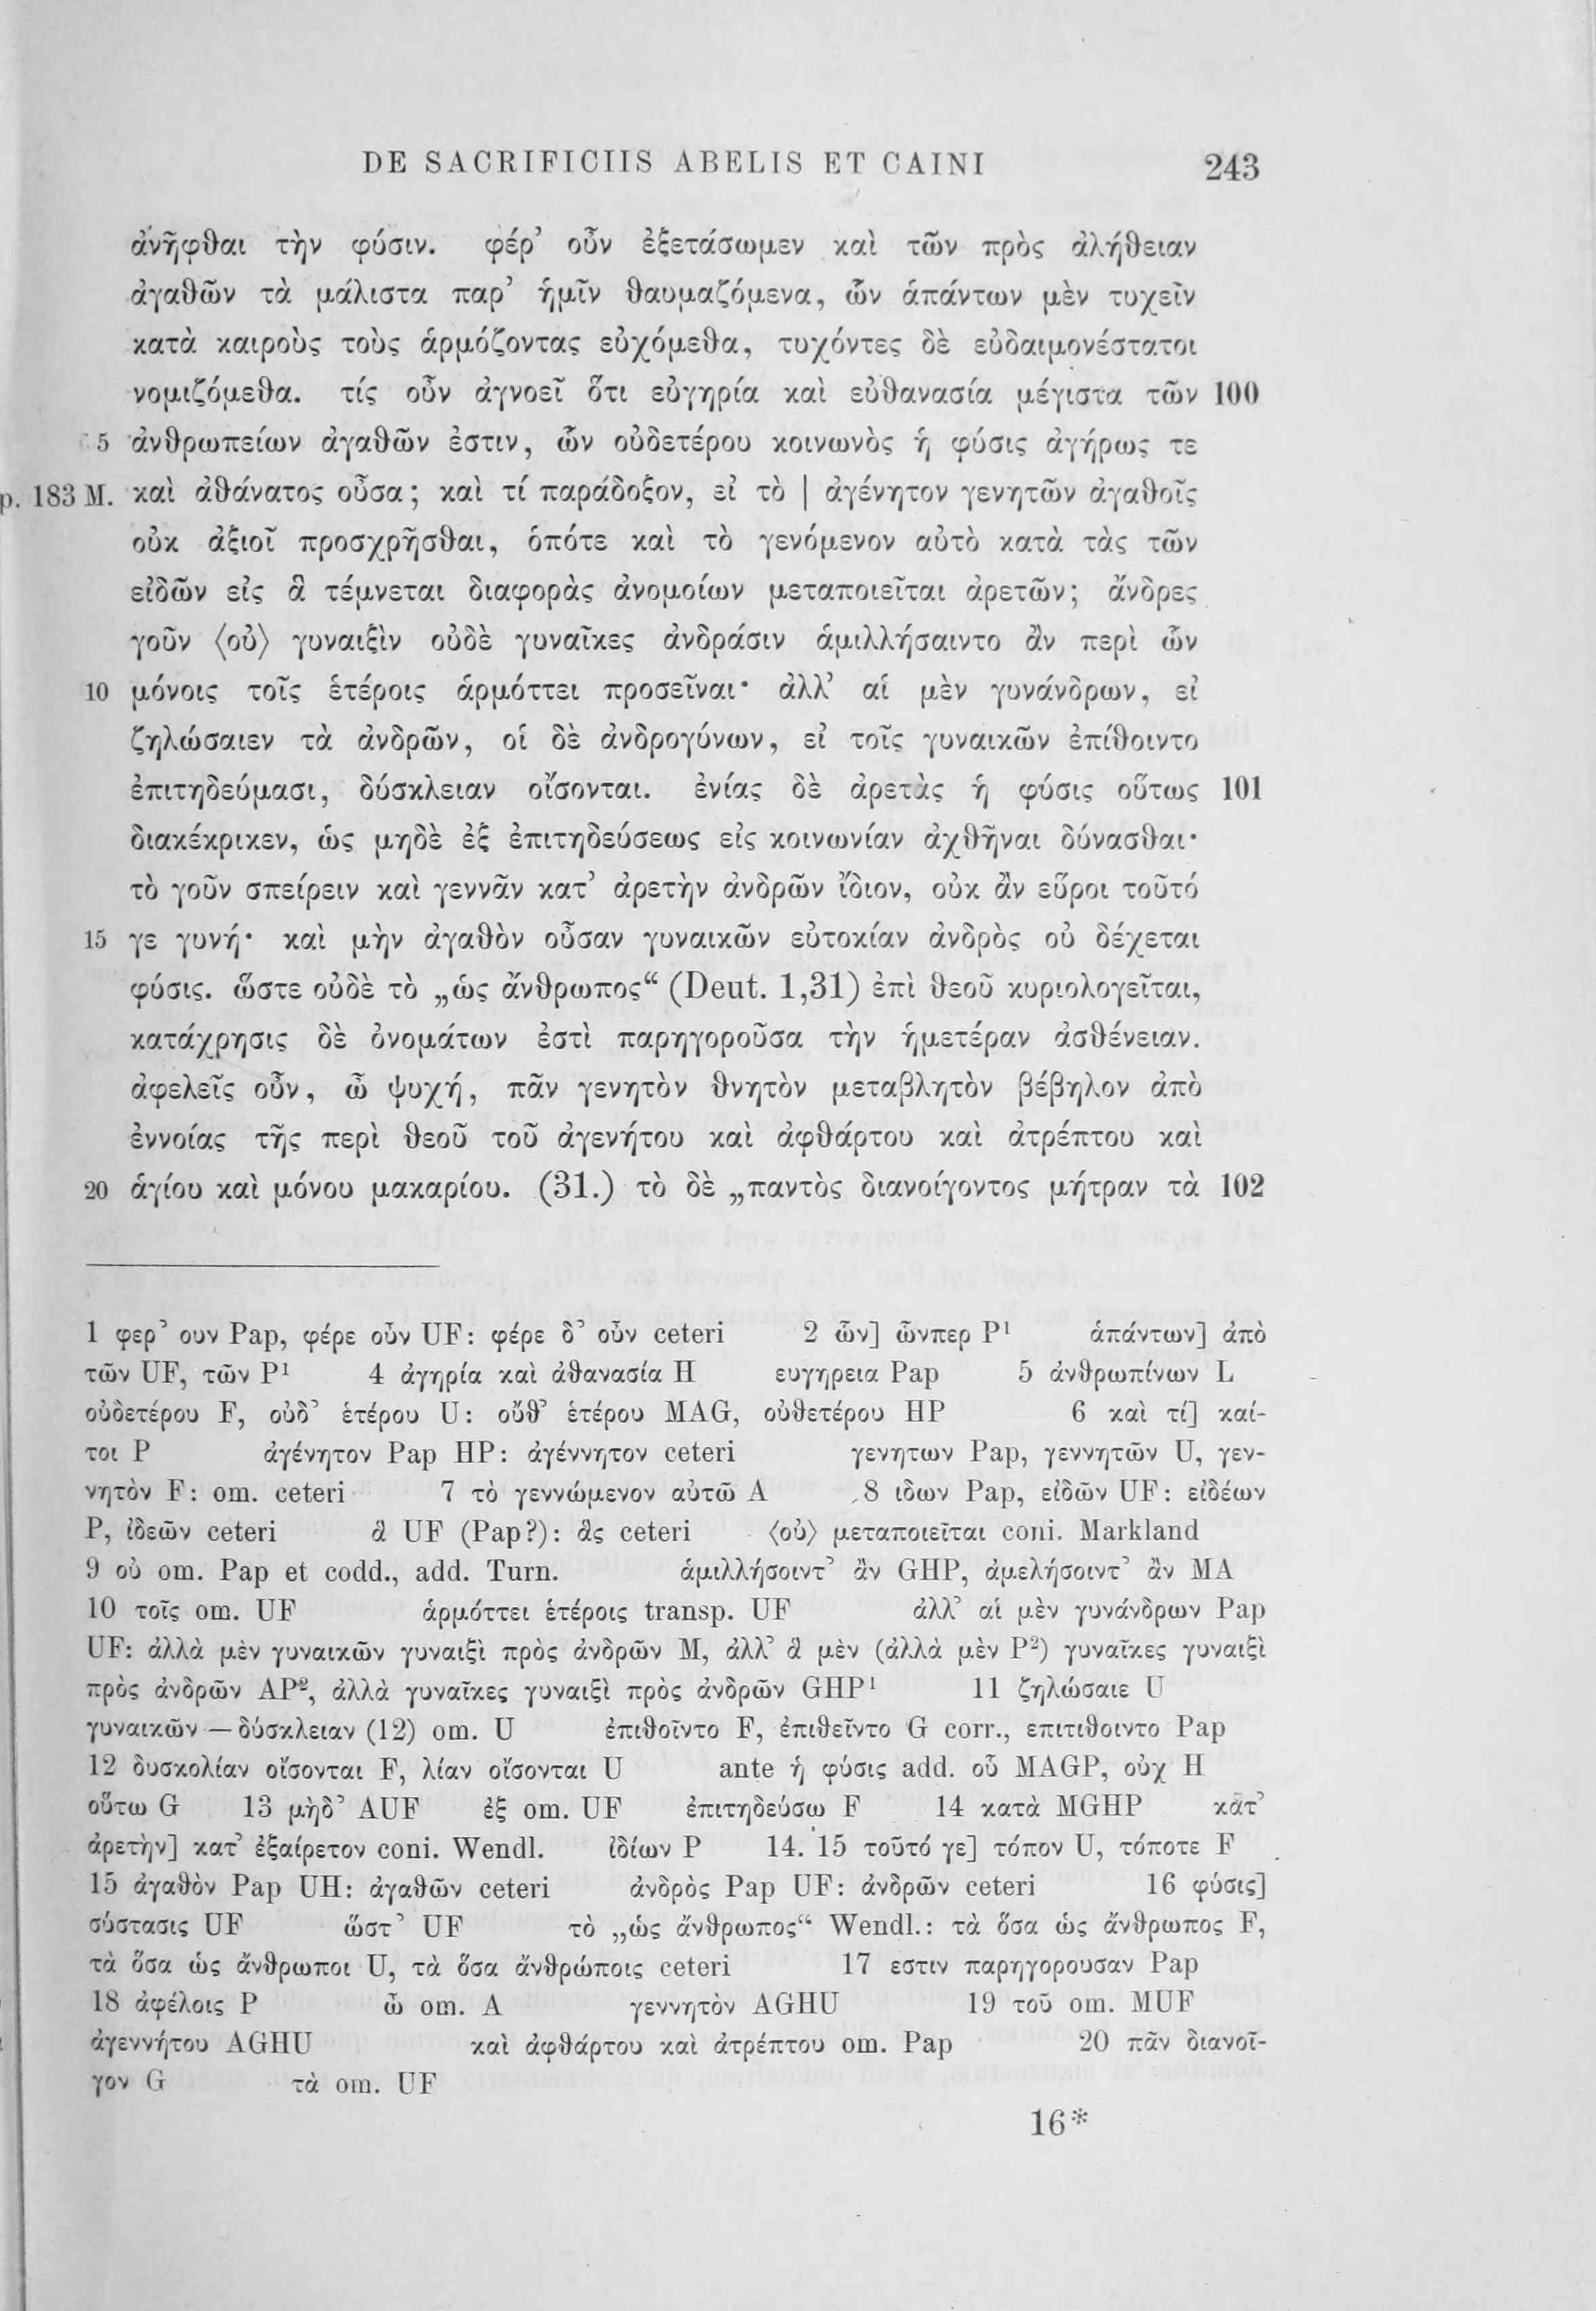 DE SACRIFICIIS ABELIS ET CAINI 243
ἀνῆφθαι τὴν φύσιν. φέρ’ οὖν ἐξετάσωμεν καὶ τῶν πρὸς ἀλήθειαν
ἀγαθῶν τὰ μάλιστα παρ’ ἡμῖν θαυμαζόμενα, ὧν ἁπάντων μὲν τυχεῖν
κατὰ καιροὺς τοὺς ἁρμόζοντας εὐχόμεθα, τυχόντες δὲ εὐδαιμονέστατοι
νομιζόμεθα. τίς οὖν ἀγνοεῖ ὅτι εὐγηρία καὶ εὐθανασία μέγιστα τῶν 100
5 ἀνθρωπείων ἀγαθῶν ἐστιν, ὧν οὐδετέρου κοινωνὸς ἡ φύσις ἀγήρως τε
p. 183 M. καὶ ἀθάνατος οὖσα; καὶ τί παράδοξον, εἰ τὸ | ἀγένητον γενητῶν ἀγαθοῖς
οὐκ ἀξιοῖ προσχρῆσθαι, ὁπότε καὶ τὸ γενόμενον αὐτὸ κατὰ τὰς τῶν
εἰδῶν εἰς ἃ τέμνεται διαφορὰς ἀνομοίων μεταποιεῖται ἀρετῶν; ἄνδρες
γοῦν ⟨οὐ⟩ γυναιξὶν οὐδὲ γυναῖκες ἀνδράσιν ἁμιλλήσαιντο ἂν περὶ ὧν
10 μόνοις τοῖς ἑτέροις ἁρμόττει προσεῖναι· ἀλλ’ αἱ μὲν γυνάνδρων, εἰ
ζηλώσαιεν τὰ ἀνδρῶν, οἱ δὲ ἀνδρογύνων, εἰ τοῖς γυναικῶν ἐπίθοιντο
ἐπιτηδεύμασι, δύσκλειαν οἴσονται. ἐνίας δὲ ἀρετὰς ἡ φύσις οὕτως 101
διακέκρικεν, ὡς μηδὲ ἐξ ἐπιτηδεύσεως εἰς κοινωνίαν ἀχθῆναι δύνασθαι·
τὸ γοῦν σπείρειν καὶ γεννᾶν κατ’ ἀρετὴν ἀνδρῶν ἴδιον, οὐκ ἂν εὕροι τοῦτό
15 γε γυνή· καὶ μὴν ἀγαθὸν οὖσαν γυναικῶν εὐτοκίαν ἀνδρὸς οὐ δέχεται
φύσις. ὥστε οὐδὲ τὸ „ὡς ἄνθρωπος“ (Deut. 1,31) ἐπὶ θεοῦ κυριολογεῖται,
κατάχρησις δὲ ὀνομάτων ἐστὶ παρηγοροῦσα τὴν ἡμετέραν ἀσθένειαν.
ἀφελεῖς οὖν, ὦ ψυχή, πᾶν γενητὸν θνητὸν μεταβλητὸν βέβηλον ἀπὸ
ἐννοίας τῆς περὶ θεοῦ τοῦ ἀγενήτου καὶ ἀφθάρτου καὶ ἀτρέπτου καὶ
20 ἁγίου καὶ μόνου μακαρίου. (31.) τὸ δὲ „παντὸς διανοίγοντος μήτραν τὰ 102
1 φερ’ ουν Pap, φέρε οὖν UF: φέρε δ’ οὖν ceteri 2 ὧν] ὧνπερ P¹ ἁπάντων] ἀπὸ
τῶν UF, τῶν P¹ 4 ἀγηρία καὶ ἀθανασία H ευγηρεια Pap 5 ἀνθρωπίνων L
οὐδετέρου F, οὐδ’ ἑτέρου U: οὔθ’ ἑτέρου MAG, οὐθετέρου HP 6 καὶ τί] καί-
τοι P ἀγένητον Pap HP: ἀγέννητον ceteri γενητων Pap, γεννητῶν U, γεν-
νητὸν F: om. ceteri 7 τὸ γεννώμενον αὐτῶ A 8 ιδων Pap, εἰδῶν UF: εἰδέων
P, ἰδεῶν ceteri ἃ UF (Pap?): ἃς ceteri ⟨οὐ⟩ μεταποιεῖται coni. Markland
9 οὐ om. Pap et codd., add. Turn. ἁμιλλήσοιντ’ ἂν GHP, ἀμελήσοιντ’ ἂν MA
10 τοῖς om. UF ἁρμόττει ἑτέροις transp. UF ἀλλ’ αἱ μὲν γυνάνδρων Pap
UF: ἀλλὰ μὲν γυναικῶν γυναιξὶ πρὸς ἀνδρῶν M, ἀλλ’ ἃ μὲν (ἀλλὰ μὲν P²) γυναῖκες γυναιξὶ
πρὸς ἀνδρῶν AP², ἀλλὰ γυναῖκες γυναιξὶ πρὸς ἀνδρῶν GHP¹ 11 ζηλώσαιε U
γυναικῶν — δύσκλειαν (12) om. U ἐπιθοῖντο F, ἐπιθεῖντο G corr., επιτιθοιντο Pap
12 δυσκολίαν οἴσονται F, λίαν οἴσονται U ante ἡ φύσις add. οὗ MAGP, οὐχ H
οὕτω G 13 μὴδ’ AUF ἐξ om. UF ἐπιτηδεύσω F 14 κατὰ MGHP κατ’
ἀρετὴν] κατ’ ἐξαίρετον coni. Wendl. ἰδίων P 14. 15 τοῦτό γε] τόπον U, τόποτε F
15 ἀγαθὸν Pap UH: ἀγαθῶν ceteri ἀνδρὸς Pap UF: ἀνδρῶν ceteri 16 φύσις]
σύστασις UF ὥστ’ UF τὸ „ὡς ἄνθρωπος“ Wendl.: τὰ ὅσα ὡς ἄνθρωπος F,
τὰ ὅσα ὡς ἄνθρωποι U, τὰ ὅσα ἀνθρώποις ceteri 17 εστιν παρηγορουσαν Pap
18 ἀφέλοις P ὦ om. A γεννητὸν AGHU 19 τοῦ om. MUF
ἀγεννήτου AGHU καὶ ἀφθάρτου καὶ ἀτρέπτου om. Pap 20 πᾶν διανοῖ-
γον G τὰ om. UF
16*